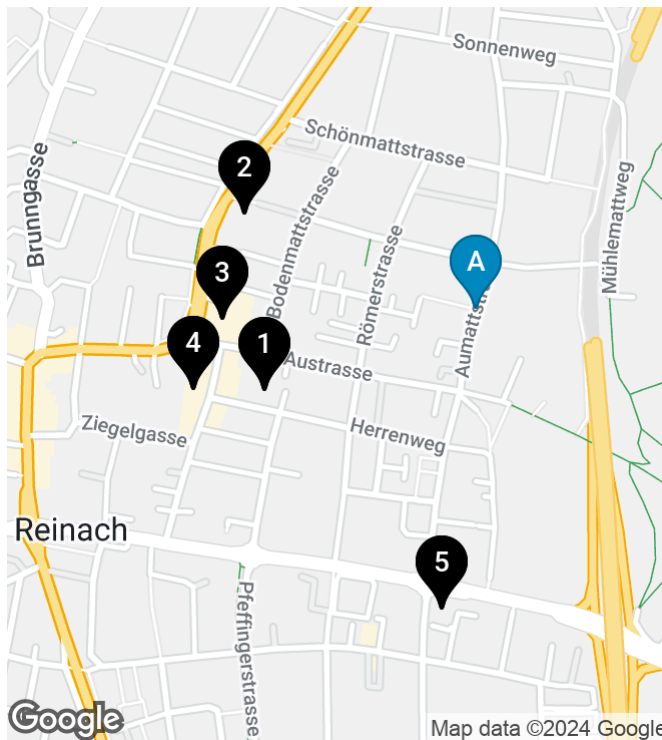 Sonnenweg
Schönmattstrasse
Brunngasse
2
Mühlemattweg
Bodenmattstrasse
A
Römerstrasse
3
Aumattstr
4
1
Austrasse
Ziegelgasse
Herrenweg
Reinach
5
Pfeffingerstrasse
Google
Map data ©2024 Google